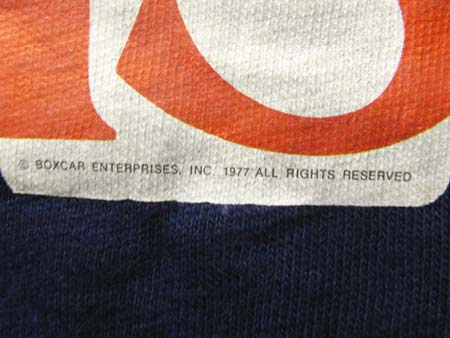 © BOXCAR ENTERPRISES, INC. 1977 ALL RIGHTS RESERVED